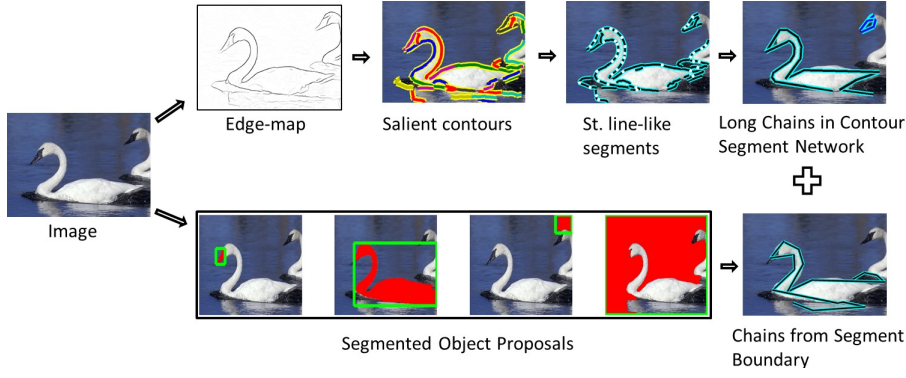 Edge-map
Salient contours
St. line-like
segments
Long Chains in Contour
Segment Network
Image
Segmented Object Proposals
Chains from Segment
Boundary